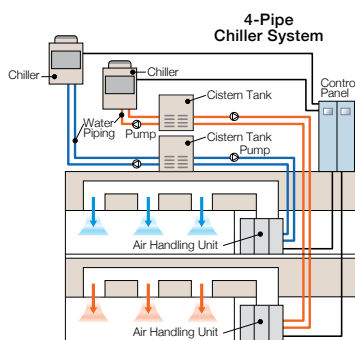 4-Pipe
Chiller System
Chiller
Chiller
Cistern Tank
Control
Panel
Water
Piping
Pump
Cistern Tank
Pump
Air Handling Unit
Air Handling Unit